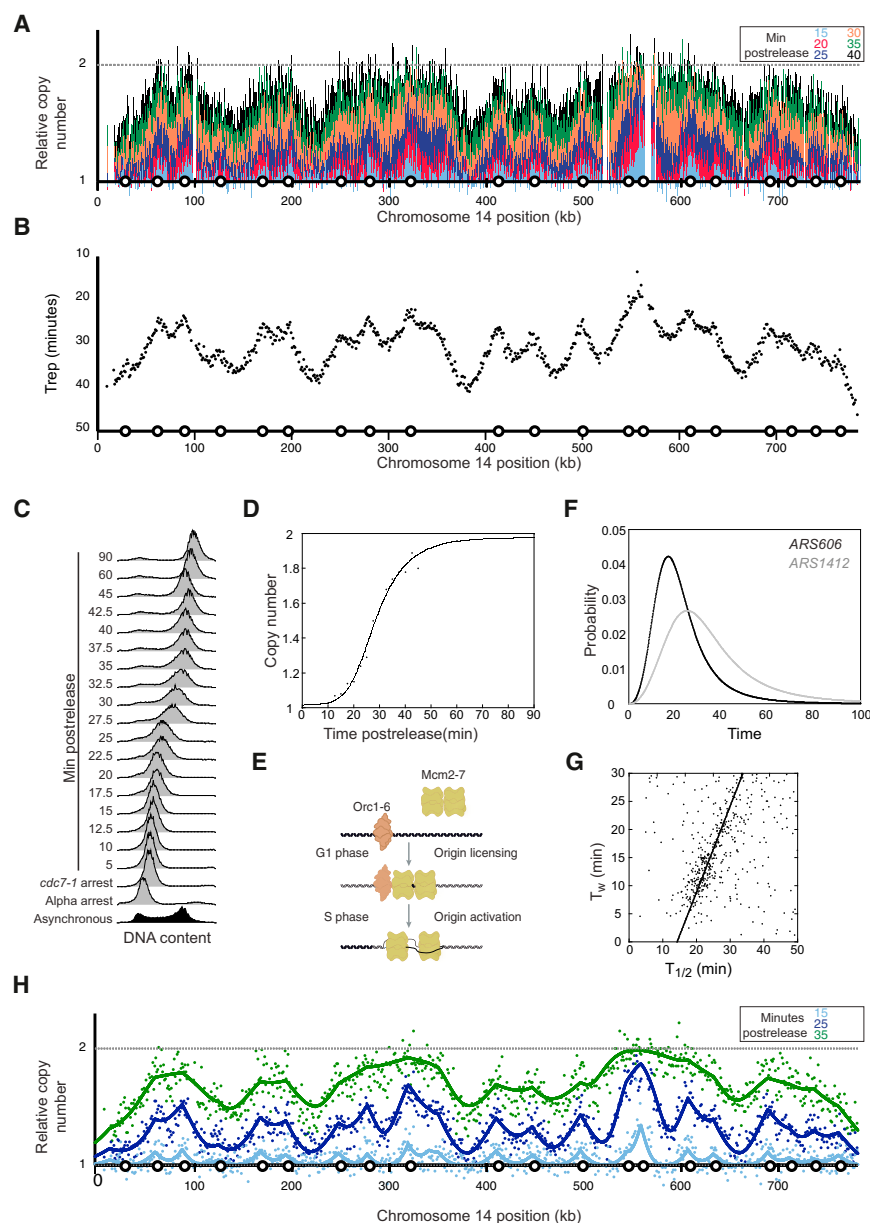 A
Min
postrelease
15 30
20 35
25 40
2
1
Relative copy
number
0 100 200 300 400 500 600 700
Chromosome 14 position (kb)
B
10
20
30
40
50
Trep (minutes)
0 100 200 300 400 500 600 700
Chromosome 14 position (kb)
C
Min postrelease
90
60
45
42.5
40
37.5
35
32.5
30
27.5
25
22.5
20
17.5
15
12.5
10
5
cdc7-1 arrest
Alpha arrest
Asynchronous
DNA content
D
2
1.8
1.6
1.4
1.2
1
Copy number
0 10 20 30 40 50 60 70 80 90
Time postrelease(min)
E
Mcm2-7
Orc1-6
G1 phase Origin licensing
S phase Origin activation
F
0.05
0.04
0.03
0.02
0.01
0
Probability
ARS606
ARS1412
0 20 40 60 80 100
Time
G
30
25
20
15
10
5
0
Tw (min)
0 10 20 30 40 50
T1/2 (min)
H
Minutes
postrelease
15
25
35
2
1
Relative copy
number
0 100 200 300 400 500 600 700
Chromosome 14 position (kb)